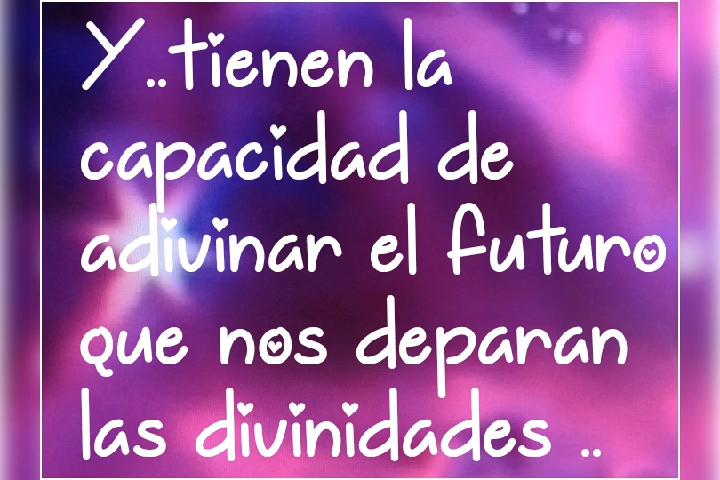 Y ..tienen la
capacidad de
adivinar el futuro
que nos deparan
las divinidades ..